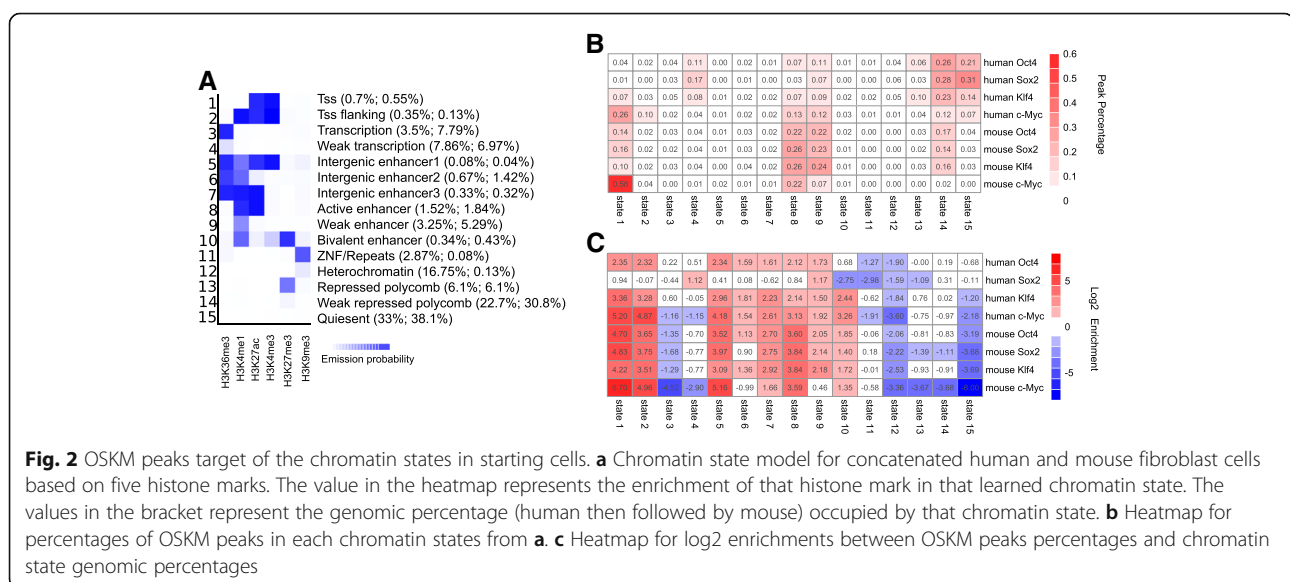 A
1 Tss (0.7%; 0.55%)
2 Tss flanking (0.35%; 0.13%)
3 Transcription (3.5%; 7.79%)
4 Weak transcription (7.86%; 6.97%)
5 Intergenic enhancer1 (0.08%; 0.04%)
6 Intergenic enhancer2 (0.67%; 1.42%)
7 Intergenic enhancer3 (0.33%; 0.32%)
8 Active enhancer (1.52%; 1.84%)
9 Weak enhancer (3.25%; 5.29%)
10 Bivalent enhancer (0.34%; 0.43%)
11 ZNF/Repeats (2.87%; 0.08%)
12 Heterochromatin (16.75%; 0.13%)
13 Repressed polycomb (6.1%; 6.1%)
14 Weak repressed polycomb (22.7%; 30.8%)
15 Quiesent (33%; 38.1%)
H3K36me3
H3K4me1
H3K27ac
H3K4me3
H3K27me3
H3K9me3
Emission probability
B
0.04 0.02 0.04 0.11 0.00 0.02 0.01 0.07 0.11 0.01 0.01 0.04 0.06 0.26 0.21 human Oct4
0.01 0.00 0.03 0.17 0.00 0.01 0.00 0.03 0.07 0.00 0.00 0.06 0.03 0.28 0.31 human Sox2
0.07 0.03 0.05 0.08 0.01 0.02 0.02 0.07 0.09 0.02 0.02 0.05 0.10 0.23 0.14 human Klf4
0.26 0.10 0.02 0.04 0.01 0.02 0.02 0.13 0.12 0.03 0.01 0.01 0.04 0.12 0.07 human c-Myc
0.14 0.02 0.03 0.04 0.00 0.03 0.02 0.22 0.22 0.02 0.00 0.00 0.03 0.17 0.04 mouse Oct4
0.16 0.02 0.02 0.04 0.01 0.03 0.02 0.26 0.23 0.01 0.00 0.00 0.02 0.14 0.03 mouse Sox2
0.10 0.02 0.03 0.04 0.00 0.04 0.02 0.26 0.24 0.01 0.00 0.00 0.03 0.16 0.03 mouse Klf4
0.04 0.00 0.01 0.02 0.01 0.01 0.22 0.07 0.01 0.00 0.00 0.00 0.02 0.00 mouse c-Myc
state 1
state 2
state 3
state 4
state 5
state 6
state 7
state 8
state 9
state 10
state 11
state 12
state 13
state 14
state 15
0.6
0.5
0.4
0.3
0.2
0.1
0
Peak Percentage
C
2.35 2.32 0.22 0.51 2.34 1.59 1.61 2.12 1.73 0.68 -1.27 -1.90 -0.00 0.19 -0.68 human Oct4
0.94 -0.07 -0.44 1.12 0.41 0.08 -0.62 0.84 1.17 -2.75 -2.98 -1.59 -1.09 0.31 -0.11 human Sox2
3.36 3.28 0.60 -0.05 2.96 1.81 2.23 2.14 1.50 2.44 -0.62 -1.84 0.76 0.02 -1.20 human Klf4
5.20 4.87 -1.16 -1.15 4.18 1.54 2.61 3.13 1.92 3.26 -1.91 -3.60 -0.75 -0.97 -2.18 human c-Myc
4.70 3.65 -1.35 -0.70 3.52 1.13 2.70 3.60 2.05 1.85 -0.06 -2.06 -0.81 -0.83 -3.19 mouse Oct4
4.83 3.75 -1.68 -0.77 3.97 0.90 2.75 3.84 2.14 1.40 0.18 -2.22 -1.39 -1.11 -3.68 mouse Sox2
4.22 3.51 -1.29 -0.77 3.09 1.36 2.92 3.84 2.18 1.72 -0.01 -2.53 -0.93 -0.91 -3.69 mouse Klf4
4.96 -2.90 5.16 -0.99 1.66 3.59 0.46 1.35 -0.58 -3.36 -3.67 -3.88 mouse c-Myc
state 1
state 2
state 3
state 4
state 5
state 6
state 7
state 8
state 9
state 10
state 11
state 12
state 13
state 14
state 15
5
0
-5
Log2 Enrichment
Fig. 2 OSKM peaks target of the chromatin states in starting cells. a Chromatin state model for concatenated human and mouse fibroblast cells
based on five histone marks. The value in the heatmap represents the enrichment of that histone mark in that learned chromatin state. The
values in the bracket represent the genomic percentage (human then followed by mouse) occupied by that chromatin state. b Heatmap for
percentages of OSKM peaks in each chromatin states from a. c Heatmap for log2 enrichments between OSKM peaks percentages and chromatin
state genomic percentages